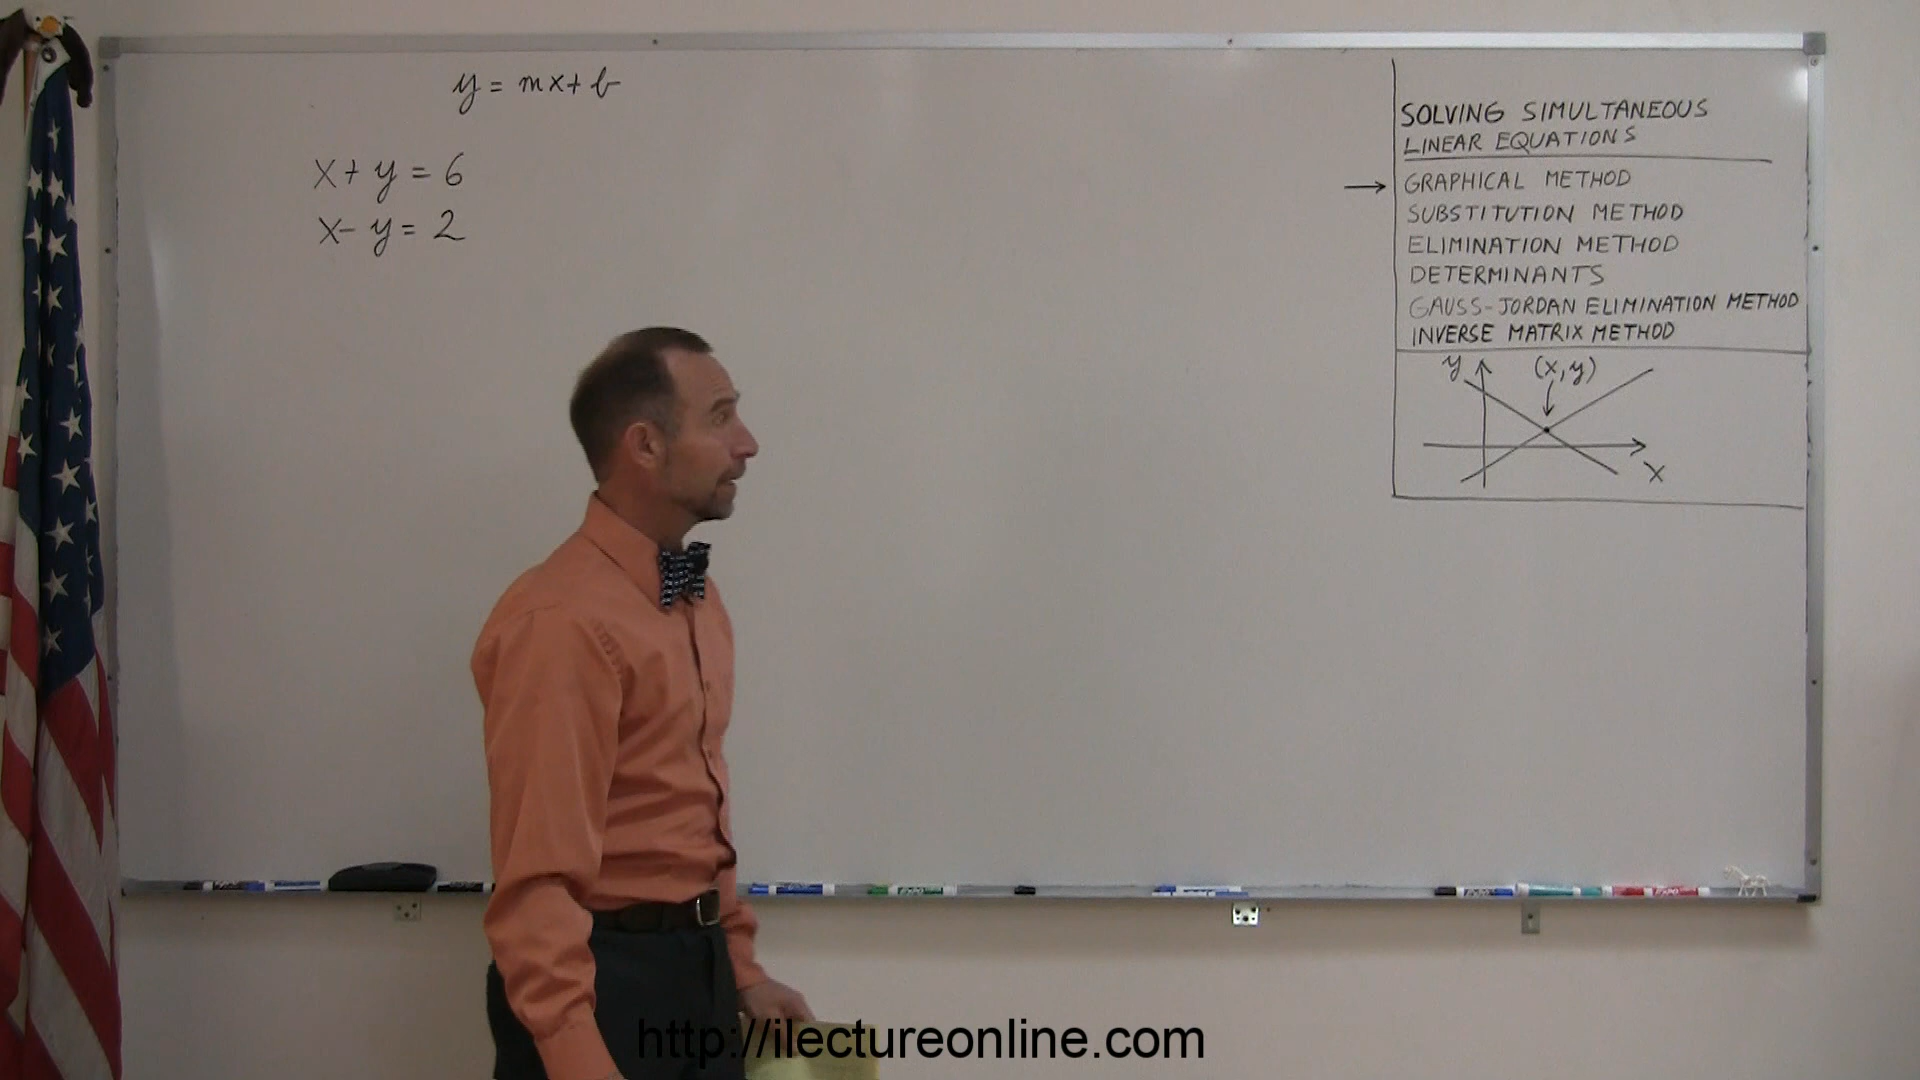 y = mx + b
x + y = 6
x - y = 2
SOLVING SIMULTANEOUS
LINEAR EQUATIONS
→ GRAPHICAL METHOD
SUBSTITUTION METHOD
ELIMINATION METHOD
DETERMINANTS
GAUSS-JORDAN ELIMINATION METHOD
INVERSE MATRIX METHOD
y (x,y)
x
EXPO
http://ilectureonline.com